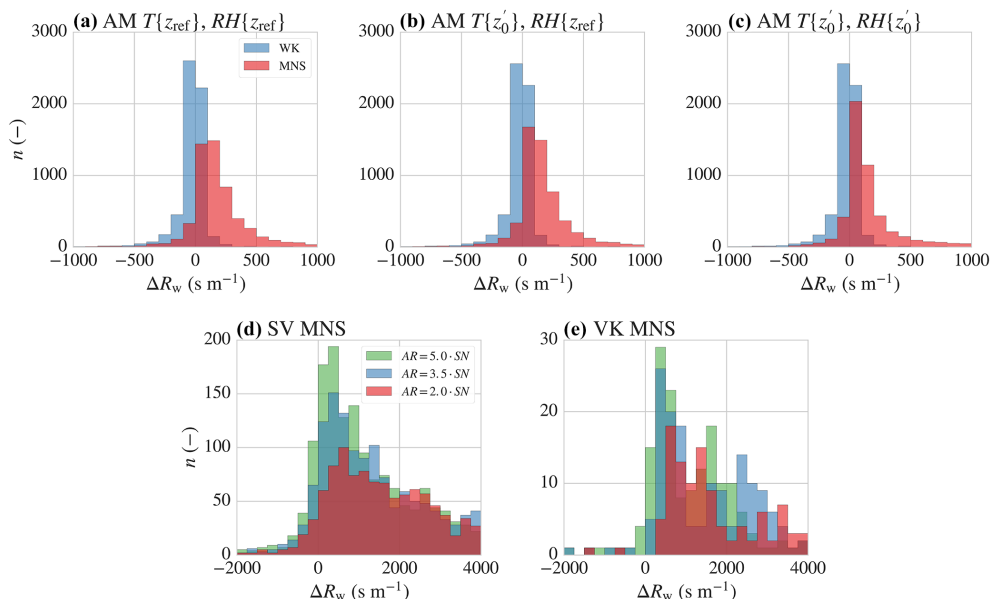 (a) AM T{z_ref}, RH{z_ref}
(b) AM T{z_0^′}, RH{z_ref}
(c) AM T{z_0^′}, RH{z_0^′}
3000
2000
1000
0
n (−)
WK
MNS
−1000 −500 0 500 1000
ΔR_w (s m⁻¹)
3000
2000
1000
0
−1000 −500 0 500 1000
ΔR_w (s m⁻¹)
3000
2000
1000
0
−1000 −500 0 500 1000
ΔR_w (s m⁻¹)
(d) SV MNS
200
150
100
50
0
n (−)
AR=5.0·SN
AR=3.5·SN
AR=2.0·SN
−2000 0 2000 4000
ΔR_w (s m⁻¹)
(e) VK MNS
30
20
10
0
−2000 0 2000 4000
ΔR_w (s m⁻¹)